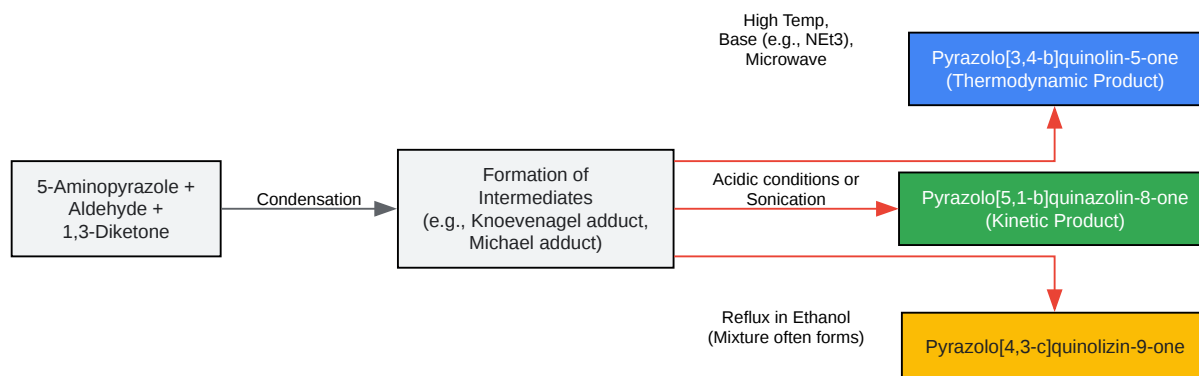 5-Aminopyrazole +
Aldehyde +
1,3-Diketone
Condensation
Formation of
Intermediates
(e.g., Knoevenagel adduct,
Michael adduct)
High Temp,
Base (e.g., NEt3),
Microwave
Pyrazolo[3,4-b]quinolin-5-one
(Thermodynamic Product)
Acidic conditions or
Sonication
Pyrazolo[5,1-b]quinazolin-8-one
(Kinetic Product)
Reflux in Ethanol
(Mixture often forms)
Pyrazolo[4,3-c]quinolizin-9-one